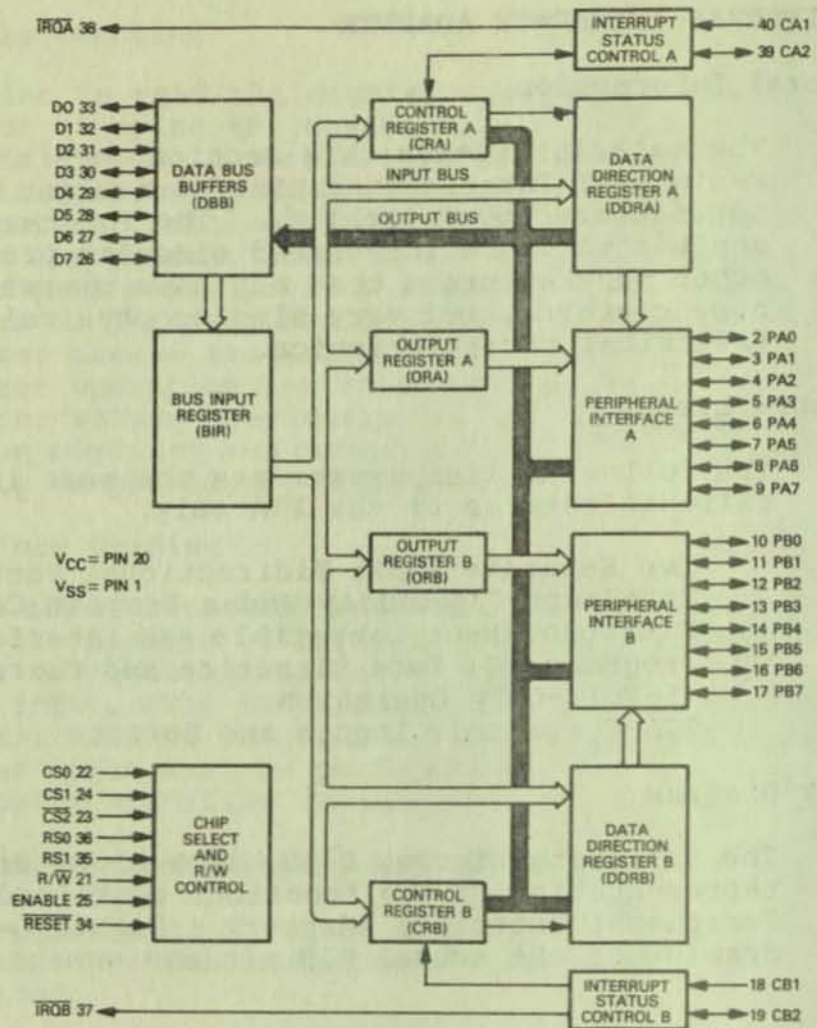 IRQA 38
INTERRUPT
STATUS
CONTROL A
40 CA1
39 CA2
D0 33
D1 32
D2 31
D3 30
D4 29
D5 28
D6 27
D7 26
DATA BUS
BUFFERS
(DBB)
CONTROL
REGISTER A
(CRA)
INPUT BUS
OUTPUT BUS
DATA
DIRECTION
REGISTER A
(DDRA)
BUS INPUT
REGISTER
(BIR)
OUTPUT
REGISTER A
(ORA)
PERIPHERAL
INTERFACE
A
2 PA0
3 PA1
4 PA2
5 PA3
6 PA4
7 PA5
8 PA6
9 PA7
VCC = PIN 20
VSS = PIN 1
OUTPUT
REGISTER B
(ORB)
PERIPHERAL
INTERFACE
B
10 PB0
11 PB1
12 PB2
13 PB3
14 PB4
15 PB5
16 PB6
17 PB7
CS0 22
CS1 24
CS2 23
RS0 36
RS1 35
R/W 21
ENABLE 25
RESET 34
CHIP
SELECT
AND
R/W
CONTROL
CONTROL
REGISTER B
(CRB)
DATA
DIRECTION
REGISTER B
(DDRB)
IRQB 37
INTERRUPT
STATUS
CONTROL B
18 CB1
19 CB2